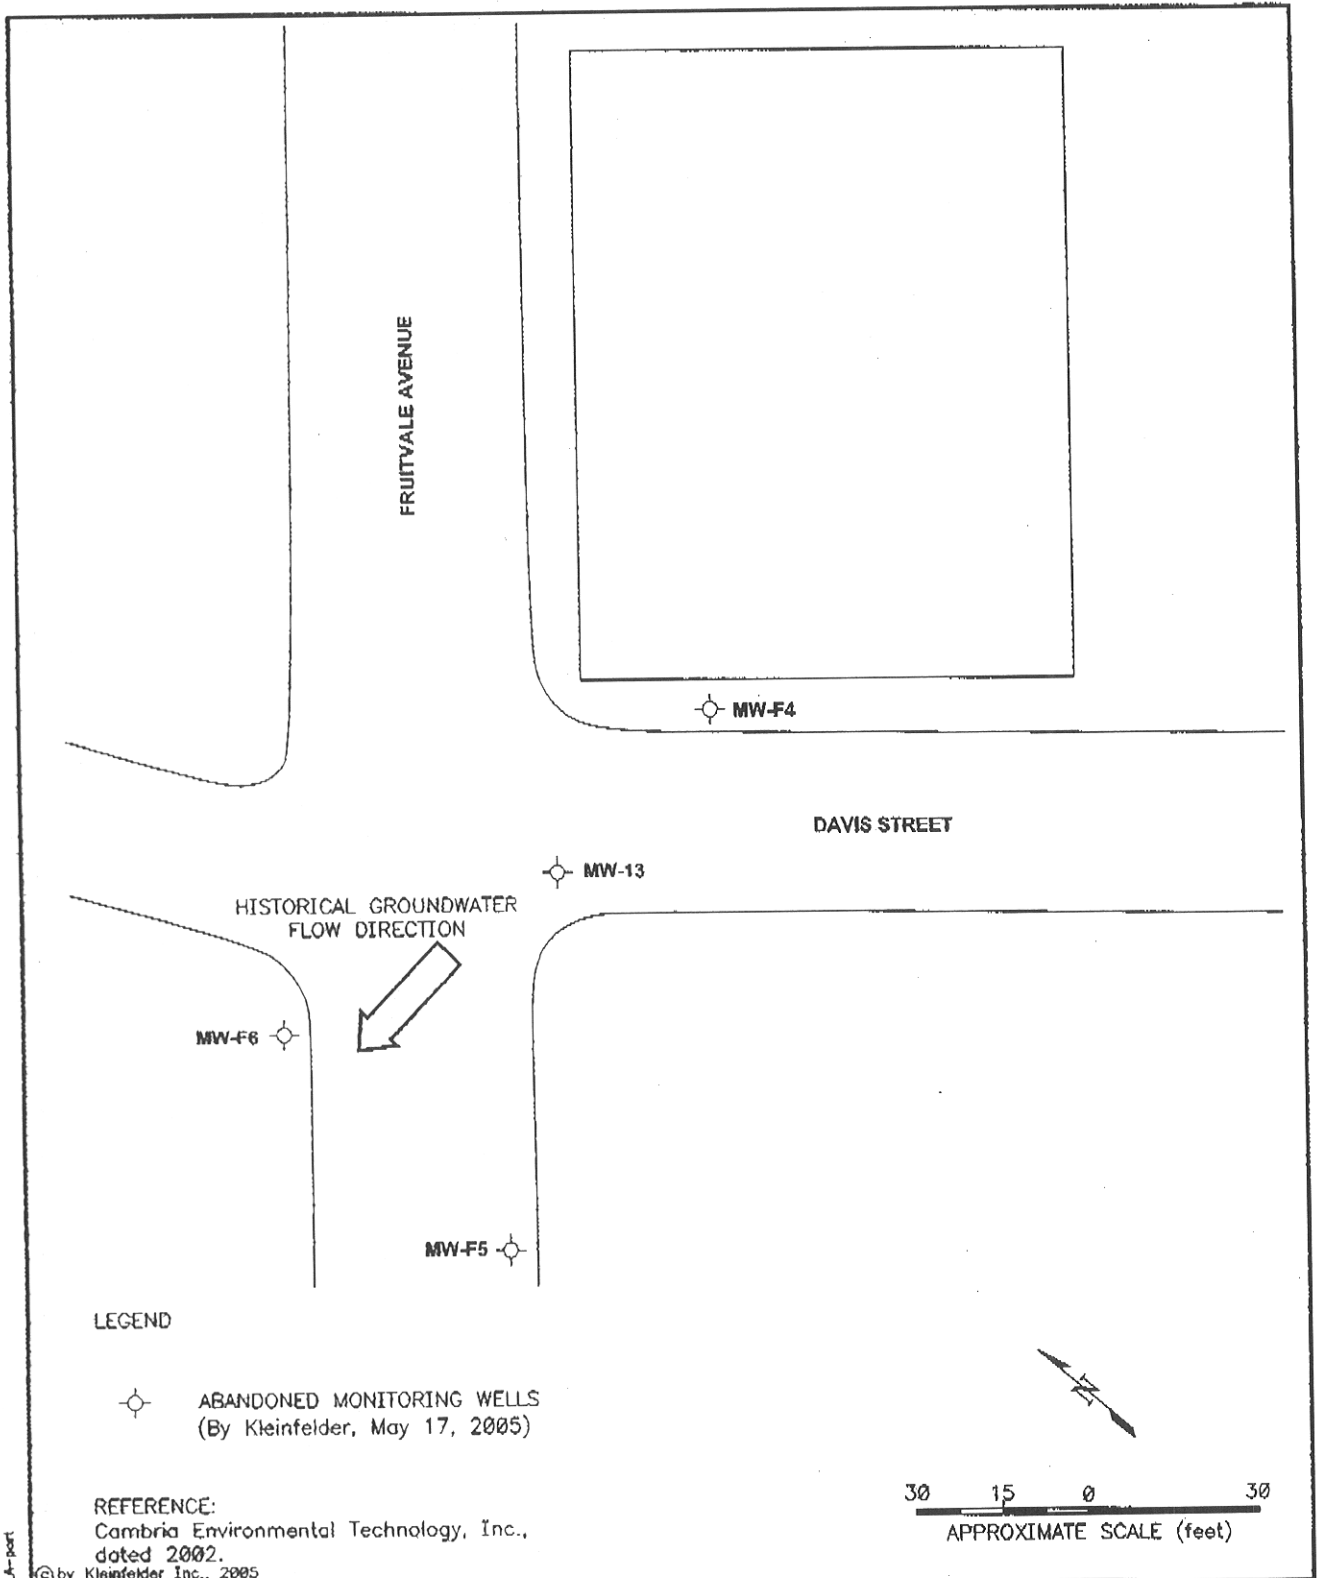 FRUITVALE AVENUE
MW-F4
DAVIS STREET
MW-13
HISTORICAL GROUNDWATER
FLOW DIRECTION
MW-F6
MW-F5
LEGEND
ABANDONED MONITORING WELLS
(By Kleinfelder, May 17, 2005)
N
30 15 0 30
APPROXIMATE SCALE (feet)
REFERENCE:
Cambria Environmental Technology, Inc.,
dated 2002.
©by Kleinfelder Inc., 2005
A-part